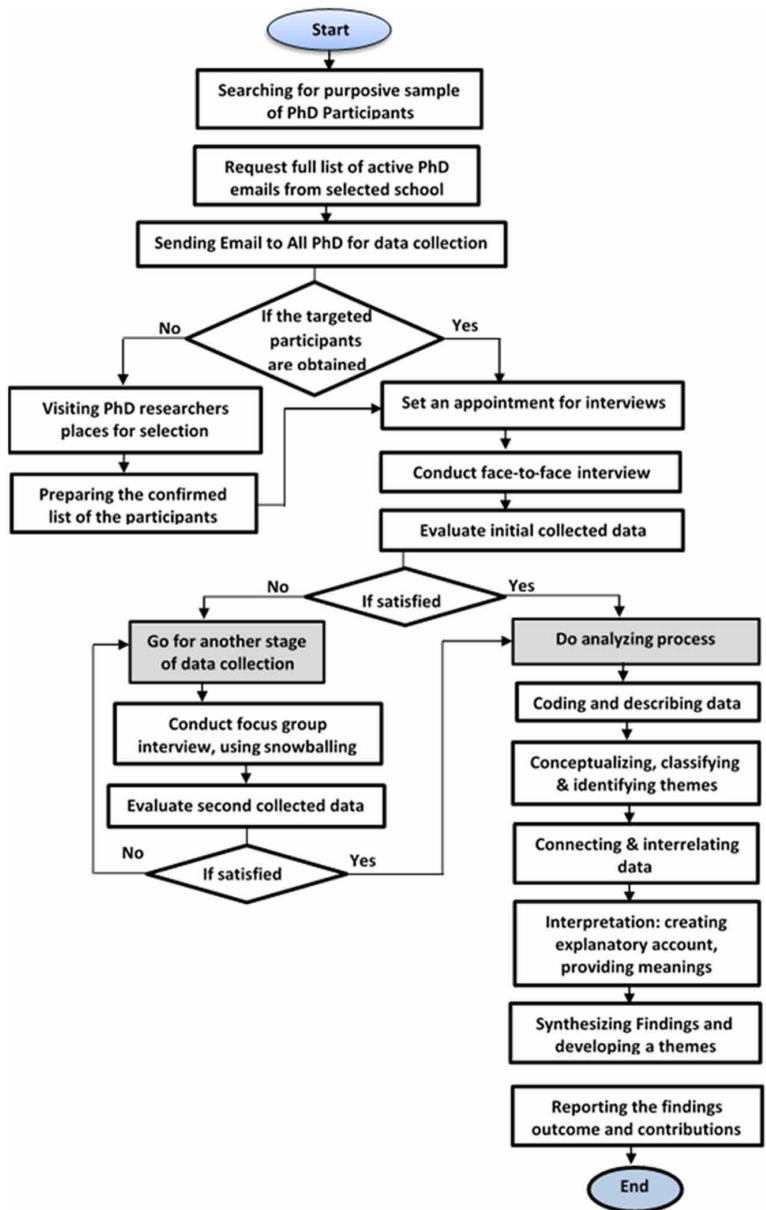 Start
Searching for purposive sample
of PhD Participants
Request full list of active PhD
emails from selected school
Sending Email to All PhD for data collection
If the targeted
participants
are obtained
No
Yes
Visiting PhD researchers
places for selection
Preparing the confirmed
list of the participants
Set an appointment for interviews
Conduct face-to-face interview
Evaluate initial collected data
If satisfied
No
Yes
Go for another stage
of data collection
Conduct focus group
interview, using snowballing
Evaluate second collected data
If satisfied
No
Yes
Do analyzing process
Coding and describing data
Conceptualizing, classifying
& identifying themes
Connecting & interrelating
data
Interpretation: creating
explanatory account,
providing meanings
Synthesizing Findings and
developing a themes
Reporting the findings
outcome and contributions
End